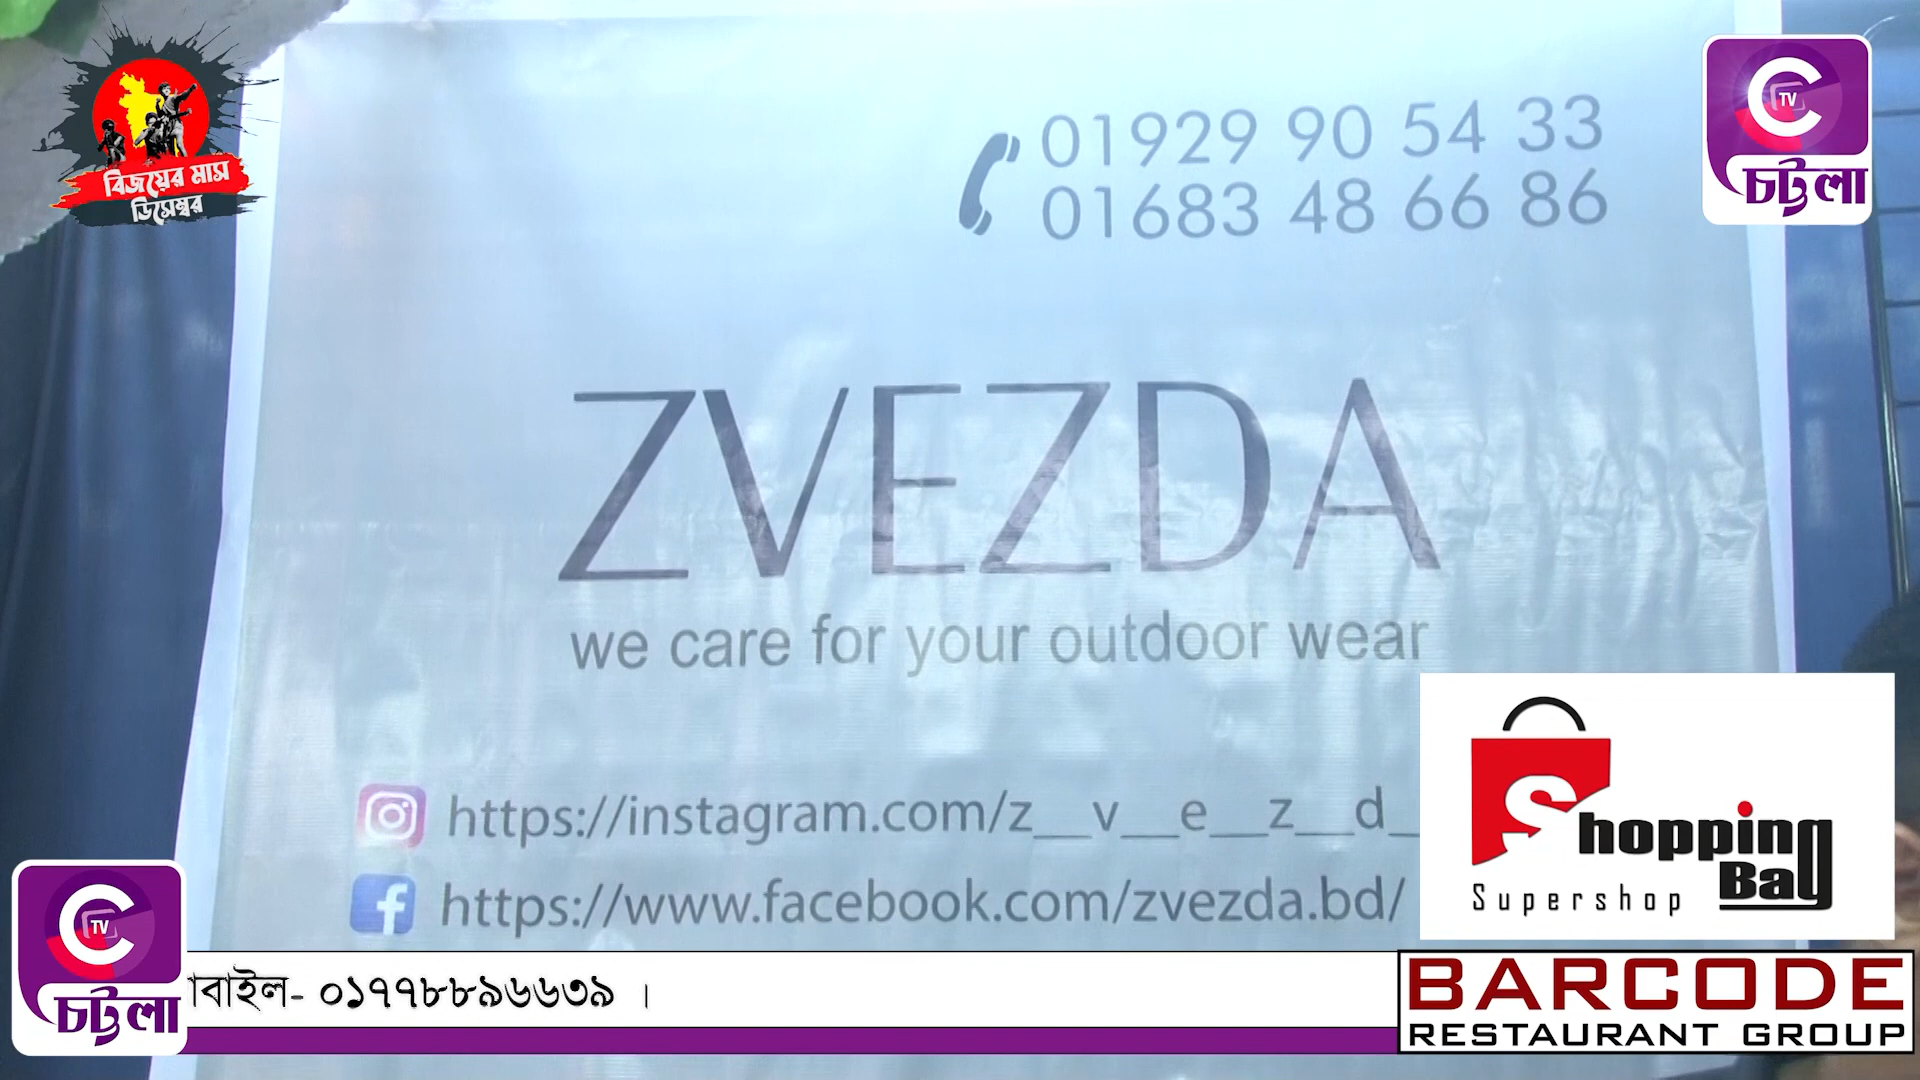 বিজয়ের মাস
ডিসেম্বর
C TV
চট্টলা
01929 90 54 33
01683 48 66 86
ZVEZDA
we care for your outdoor wear
https://instagram.com/z__v__e__z__d_
https://www.facebook.com/zvezda.bd/
Shopping
Bag
Supershop
C TV
চট্টলা
াবাইল- ০১৭৭৮৮৯৬৬৩৯ ।
BARCODE
RESTAURANT GROUP